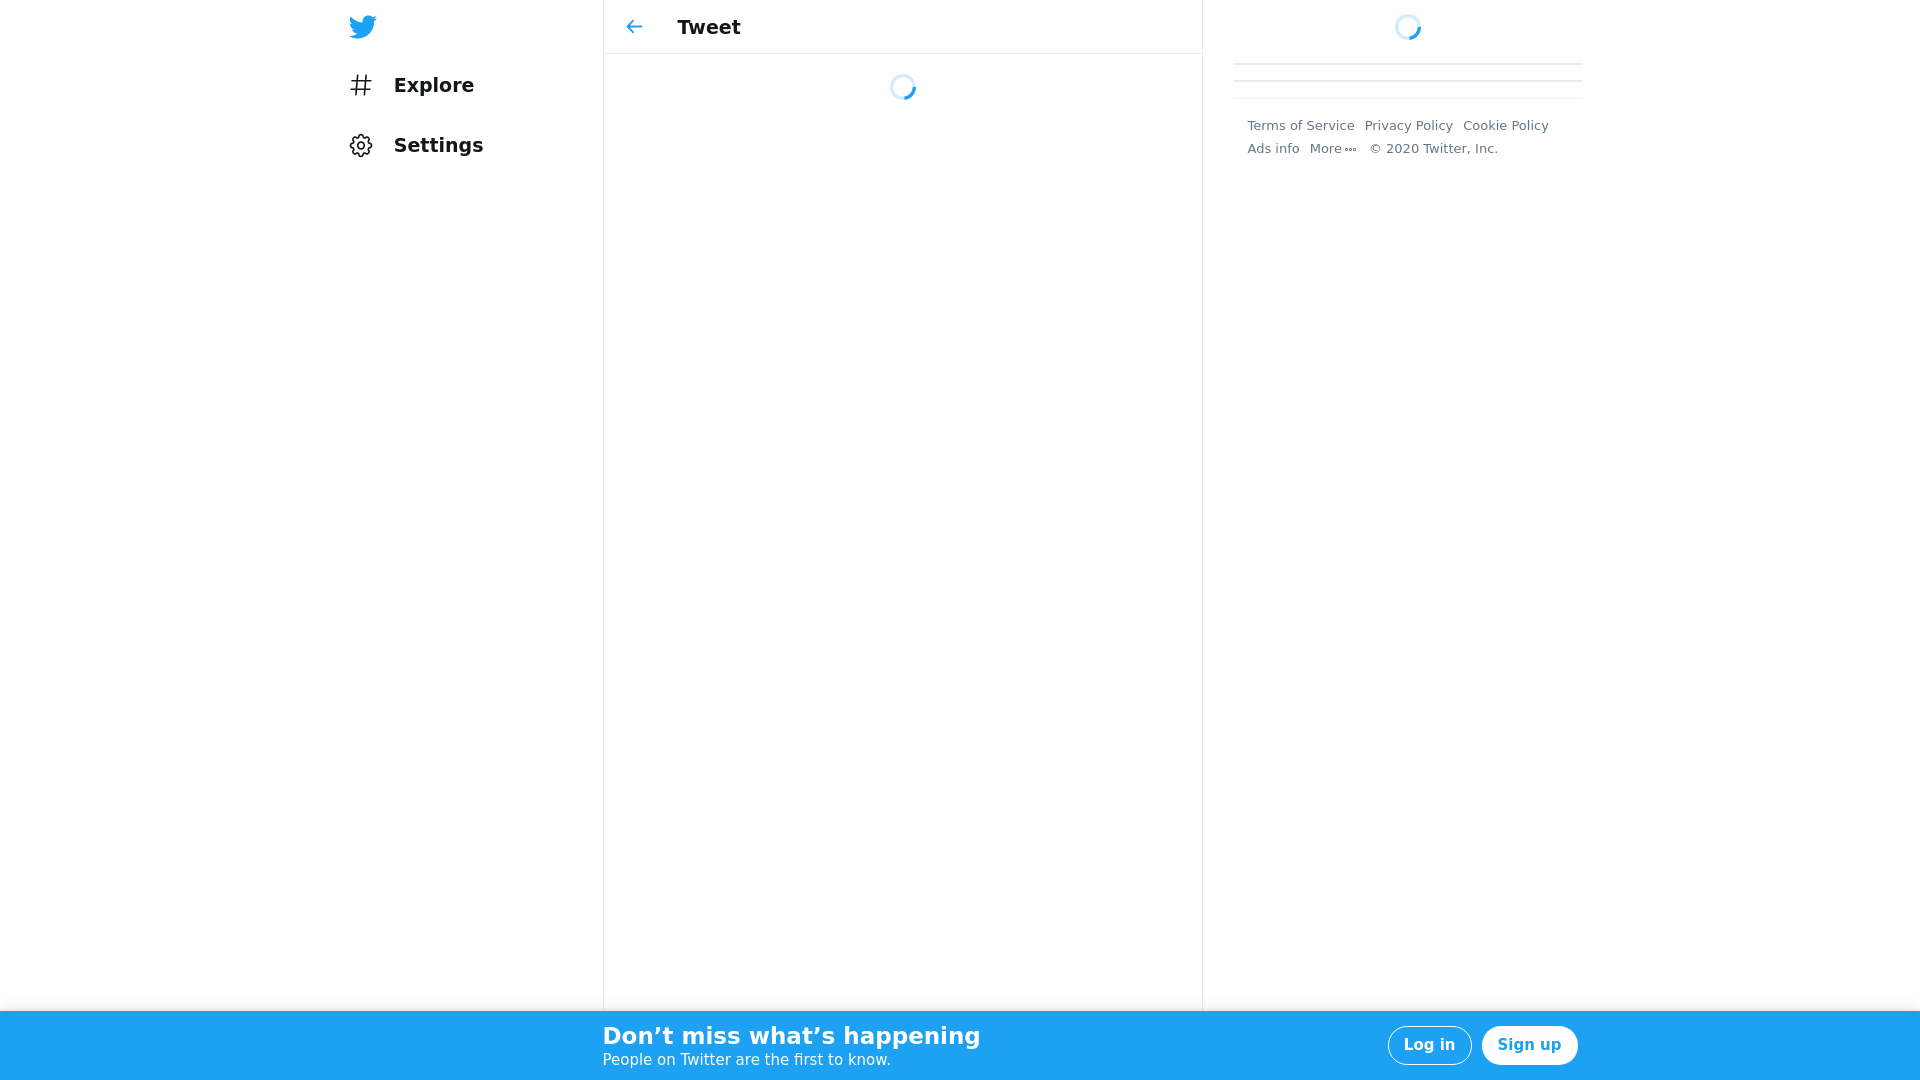 Explore
Settings
Tweet
Terms of Service Privacy Policy Cookie Policy
Ads info More © 2020 Twitter, Inc.
Don’t miss what’s happening
People on Twitter are the first to know.
Log in
Sign up